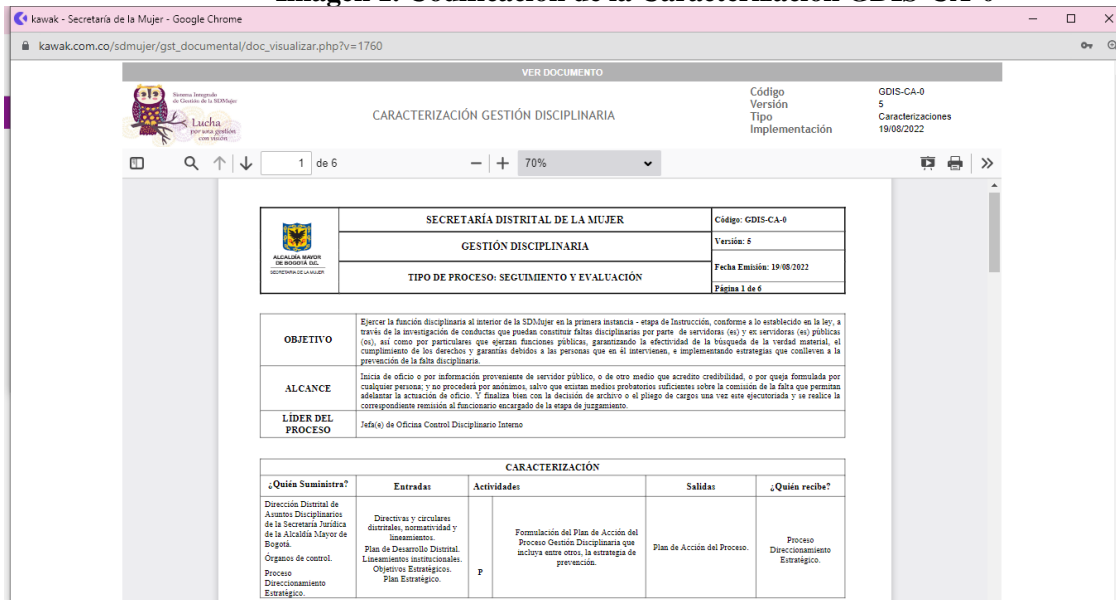 Imagen 1. Codificación de la Caracterización GDIS-CA-0
kawak - Secretaría de la Mujer - Google Chrome
kawak.com.co/sdmujer/gst_documental/doc_visualizar.php?v=1760
VER DOCUMENTO
Sistema Integrado
de Gestión de la SDMujer
Lucha
por una gestión
con visión
CARACTERIZACIÓN GESTIÓN DISCIPLINARIA
Código GDIS-CA-0
Versión 5
Tipo Caracterizaciones
Implementación 19/08/2022
1 de 6
70%
ALCALDÍA MAYOR
DE BOGOTÁ D.C.
SECRETARÍA DE LA MUJER
SECRETARÍA DISTRITAL DE LA MUJER
Código: GDIS-CA-0
GESTIÓN DISCIPLINARIA
Versión: 5
TIPO DE PROCESO: SEGUIMIENTO Y EVALUACIÓN
Fecha Emisión: 19/08/2022
Página 1 de 6
OBJETIVO
Ejercer la función disciplinaria al interior de la SDMujer en la primera instancia - etapa de Instrucción, conforme a lo establecido en la ley, a
través de la investigación de conductas que puedan constituir faltas disciplinarias por parte de servidoras (es) y ex servidoras (es) públicas
(os), así como por particulares que ejerzan funciones públicas, garantizando la efectividad de la búsqueda de la verdad material, el
cumplimiento de los derechos y garantías debidos a las personas que en él intervienen, e implementando estrategias que conlleven a la
prevención de la falta disciplinaria.
ALCANCE
Inicia de oficio o por información proveniente de servidor público, o de otro medio que acredito credibilidad, o por queja formulada por
cualquier persona; y no procederá por anónimos, salvo que existan medios probatorios suficientes sobre la comisión de la falta que permitan
adelantar la actuación de oficio. Y finaliza bien con la decisión de archivo o el pliego de cargos una vez este ejecutoriada y se realice la
correspondiente remisión al funcionario encargado de la etapa de juzgamiento.
LÍDER DEL
PROCESO
Jefa(e) de Oficina Control Disciplinario Interno
CARACTERIZACIÓN
¿Quién Suministra? Entradas Actividades Salidas ¿Quién recibe?
Dirección Distrital de
Asuntos Disciplinarios
de la Secretaría Jurídica
de la Alcaldía Mayor de
Bogotá.
Órganos de control.
Proceso
Direccionamiento
Estratégico.
Directivas y circulares
distritales, normatividad y
lineamientos.
Plan de Desarrollo Distrital.
Lineamientos institucionales.
Objetivos Estratégicos.
Plan Estratégico.
P
Formulación del Plan de Acción del
Proceso Gestión Disciplinaria que
incluya entre otros, la estrategia de
prevención.
Plan de Acción del Proceso.
Proceso
Direccionamiento
Estratégico.